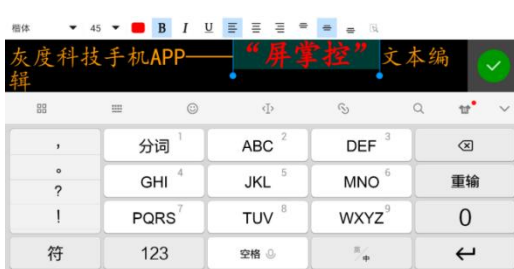 楷体 45 B I U
灰度科技手机APP——“屏掌控”文本编
辑
， 分词 1 ABC 2 DEF 3
。 GHI 4 JKL 5 MNO 6 重输
？
！ PQRS 7 TUV 8 WXYZ 9 0
符 123 空格 英/中